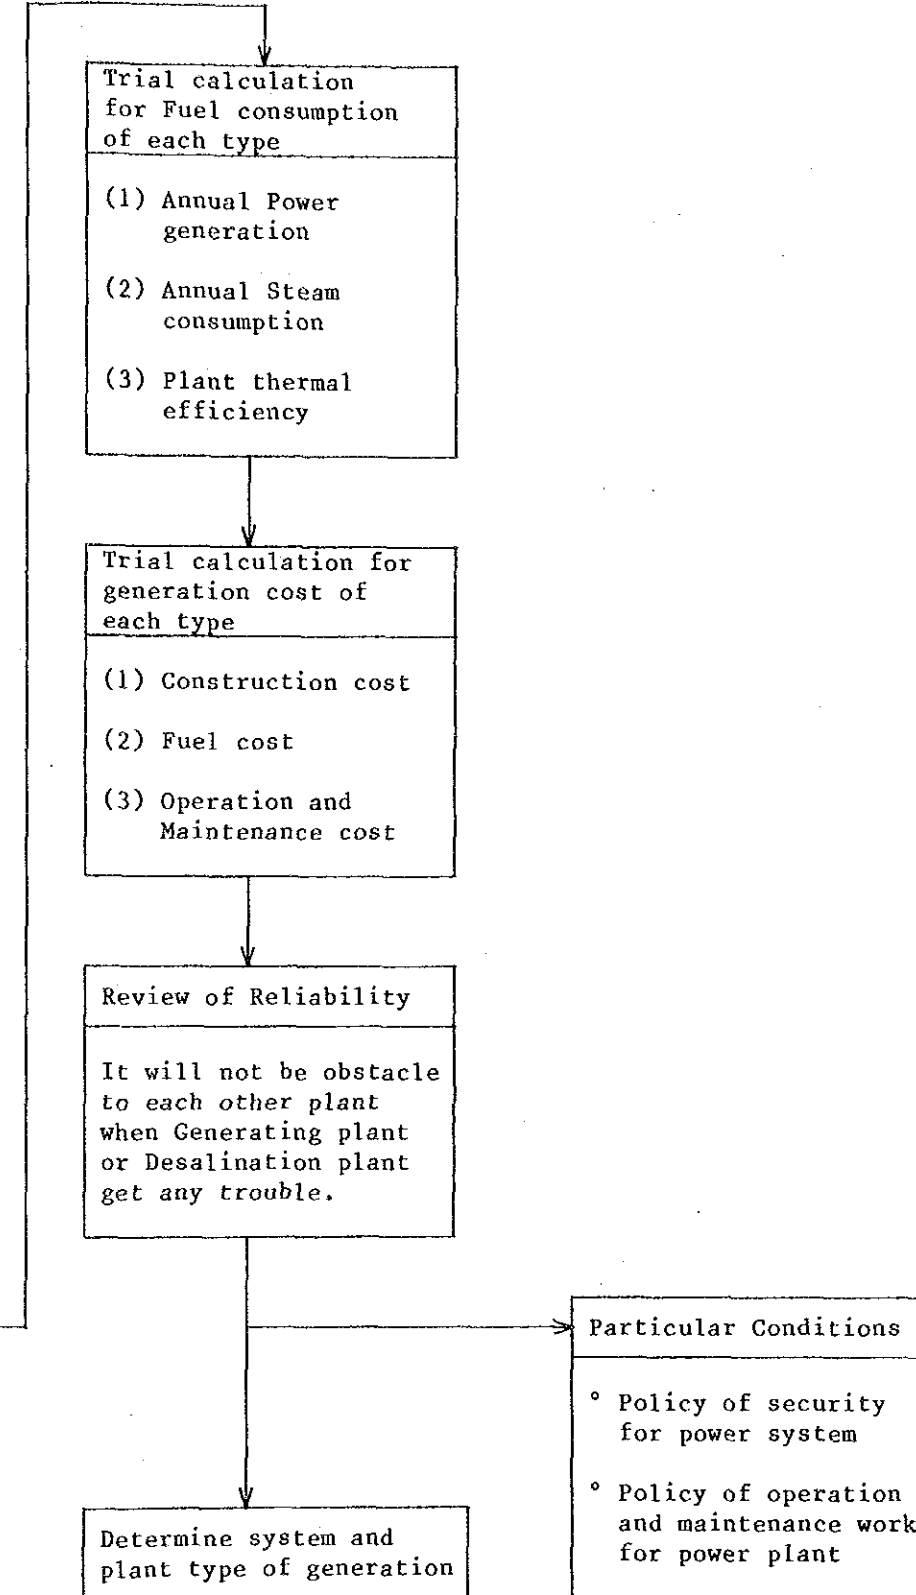 Trial calculation
for Fuel consumption
of each type
(1) Annual Power
generation
(2) Annual Steam
consumption
(3) Plant thermal
efficiency
Trial calculation for
generation cost of
each type
(1) Construction cost
(2) Fuel cost
(3) Operation and
Maintenance cost
Review of Reliability
It will not be obstacle
to each other plant
when Generating plant
or Desalination plant
get any trouble.
Particular Conditions
° Policy of security
for power system
° Policy of operation
and maintenance work
for power plant
Determine system and
plant type of generation